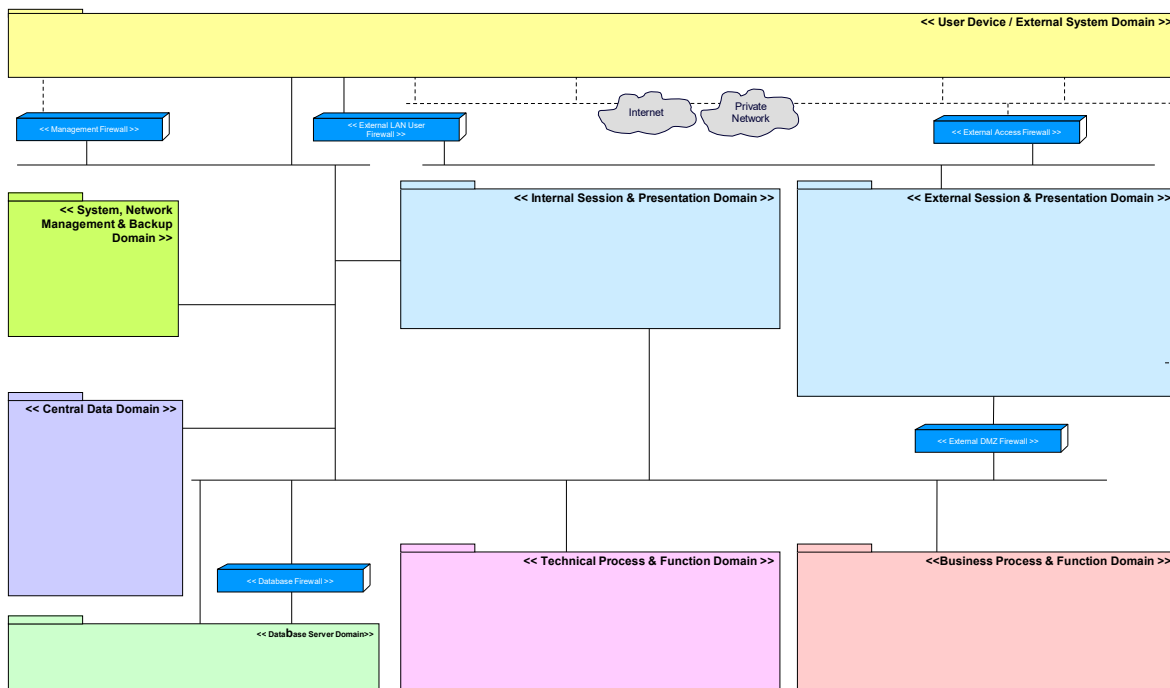 << User Device / External System Domain>>
Internet
Private
Network
<< Management Firewall >>
<< External LAN User
Firewall >>
<< External Access Firewall >>
<< System, Network
Management & Backup
Domain >>
<< Internal Session & Presentation Domain >>
<< External Session & Presentation Domain >>
<< Central Data Domain >>
<< External DMZ Firewall >>
<< Database Firewall >>
<< Technical Process & Function Domain >>
<<Business Process & Function Domain >>
<< Database Server Domain>>